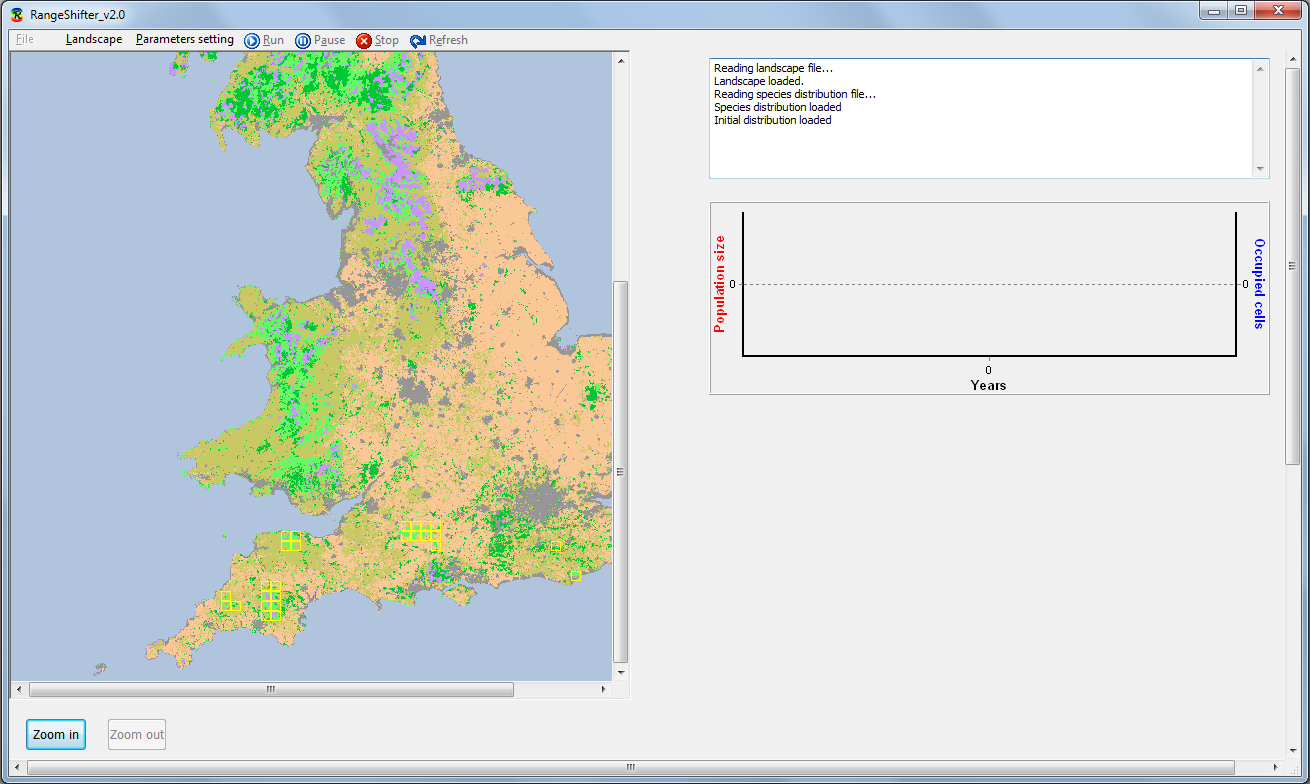 RangeShifter_v2.0
File Landscape Parameters setting Run Pause Stop Refresh
Reading landscape file...
Landscape loaded.
Reading species distribution file...
Species distribution loaded
Initial distribution loaded
Population size
0
0
Occupied cells
0
Years
Zoom in Zoom out